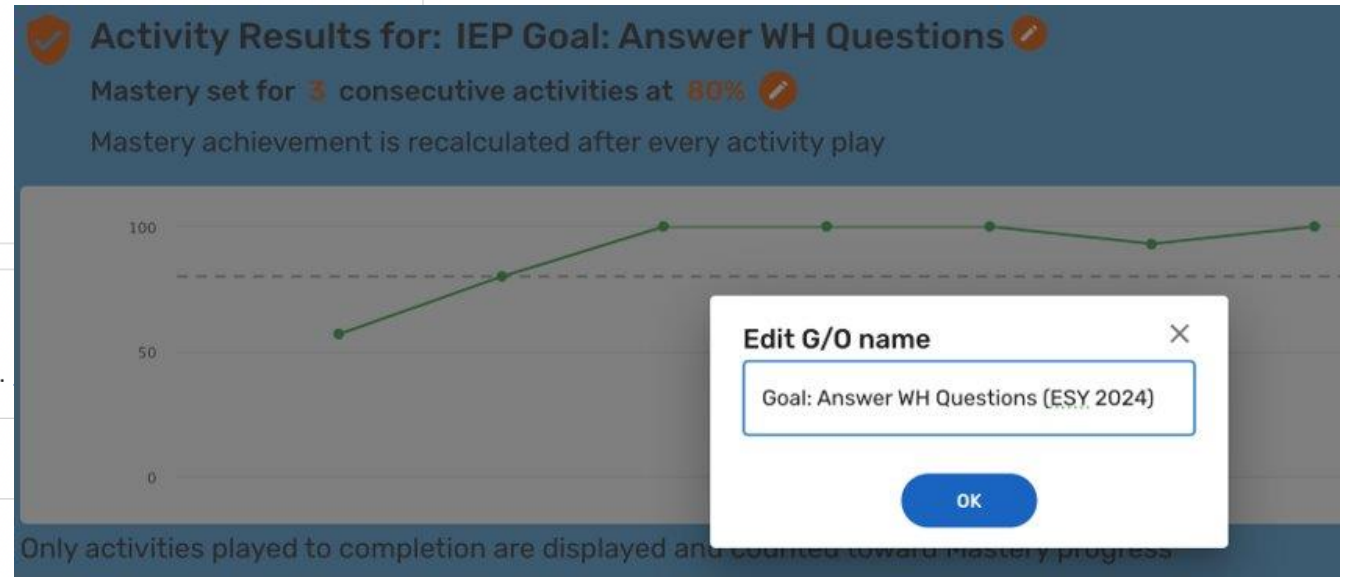 Activity Results for: IEP Goal: Answer WH Questions
Mastery set for 3 consecutive activities at 80%
Mastery achievement is recalculated after every activity play
100
50
0
Edit G/O name
Goal: Answer WH Questions (ESY 2024)
OK
Only activities played to completion are displayed and counted toward Mastery progress